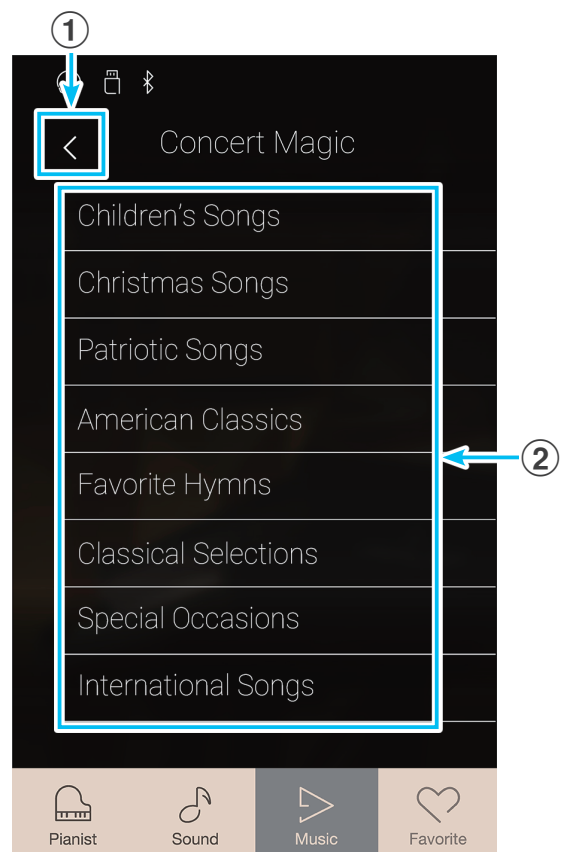 ①
Concert Magic
Children's Songs
Christmas Songs
Patriotic Songs
American Classics
②
Favorite Hymns
Classical Selections
Special Occasions
International Songs
Pianist Sound Music Favorite